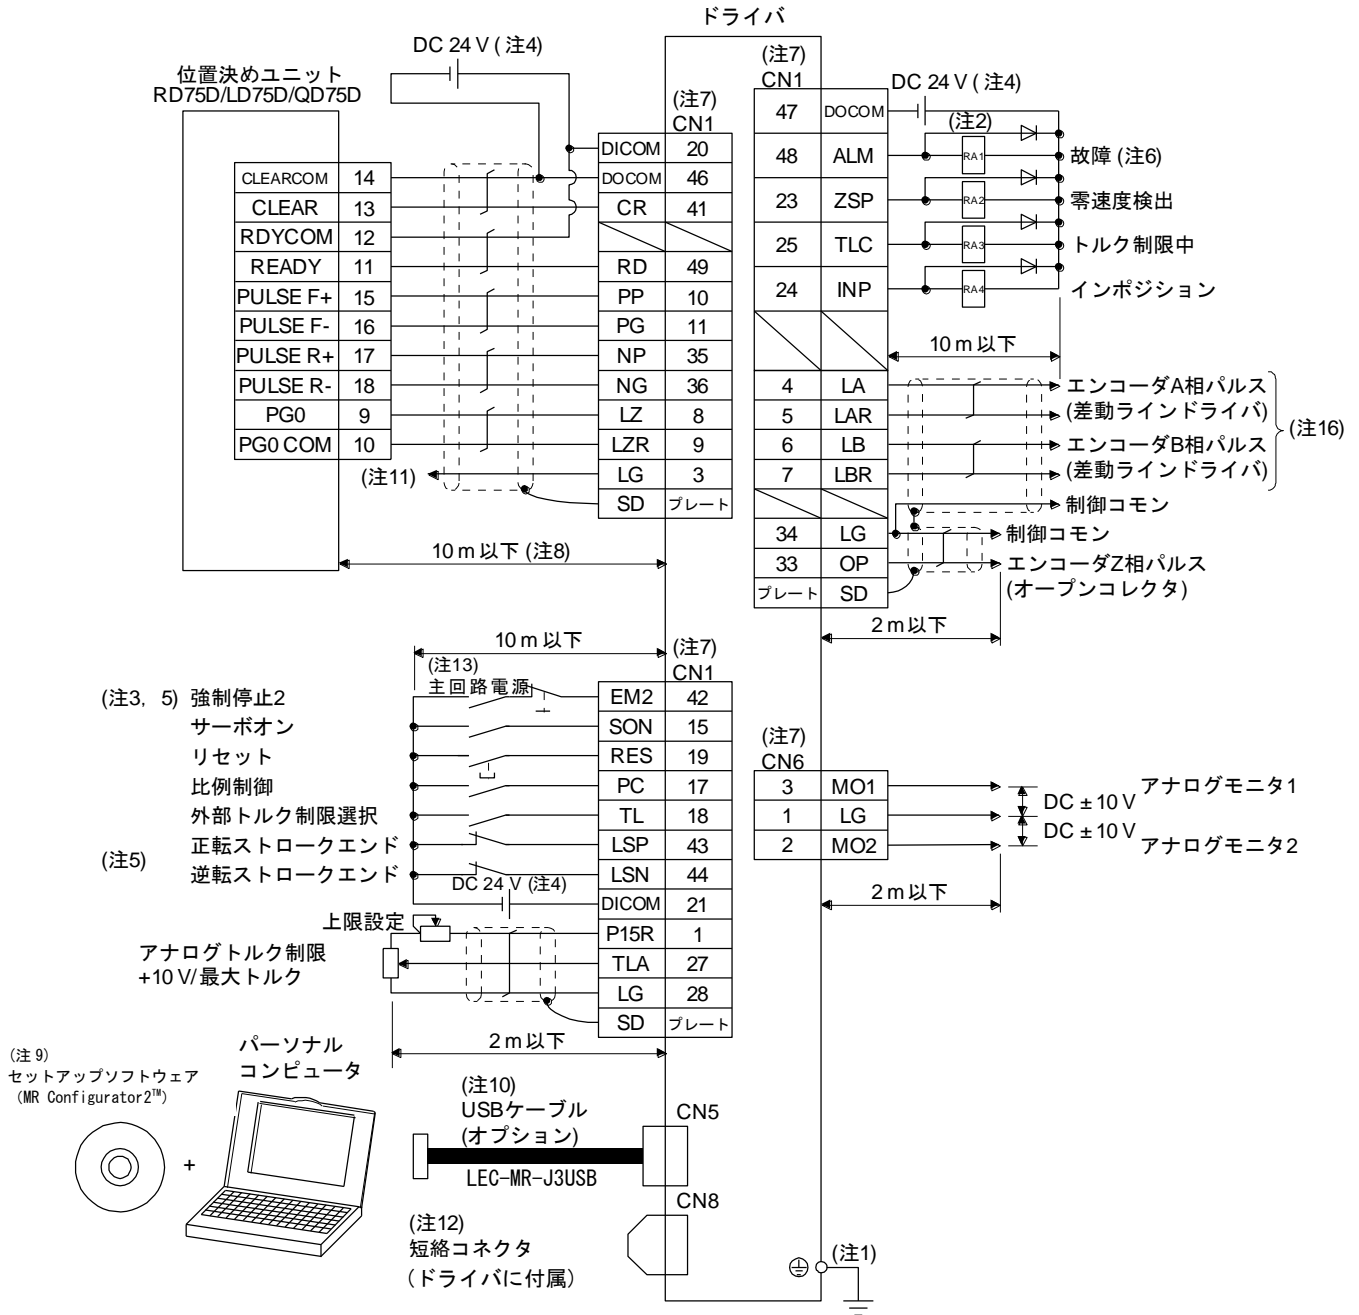 ドライバ
DC 24 V (注4)
位置決めユニット
RD75D/LD75D/QD75D
(注7)
CN1
DICOM 20
CLEARCOM 14 DOCOM 46
CLEAR 13 CR 41
RDYCOM 12
READY 11 RD 49
PULSE F+ 15 PP 10
PULSE F- 16 PG 11
PULSE R+ 17 NP 35
PULSE R- 18 NG 36
PG0 9 LZ 8
PG0 COM 10 LZR 9
(注11) LG 3
SD プレート
10 m 以下 (注8)
(注7)
CN1
DC 24 V (注4)
47 DOCOM
(注2)
48 ALM RA1 故障 (注6)
23 ZSP RA2 零速度検出
25 TLC RA3 トルク制限中
24 INP RA4 インポジション
10 m 以下
4 LA エンコーダA相パルス
5 LAR (差動ラインドライバ)
(注16)
6 LB エンコーダB相パルス
7 LBR (差動ラインドライバ)
制御コモン
34 LG 制御コモン
33 OP エンコーダZ相パルス
(オープンコレクタ)
プレート SD
2 m 以下
10 m 以下
(注7)
CN1
(注13)
主回路電源
(注3, 5) 強制停止2 EM2 42
サーボオン SON 15
リセット RES 19
比例制御 PC 17
外部トルク制限選択 TL 18
正転ストロークエンド LSP 43
(注5)
逆転ストロークエンド LSN 44
DC 24 V (注4)
DICOM 21
上限設定
P15R 1
アナログトルク制限
+10 V/最大トルク
TLA 27
LG 28
SD プレート
2 m 以下
(注7)
CN6
3 MO1 アナログモニタ1
DC ± 10 V
1 LG
DC ± 10 V
2 MO2 アナログモニタ2
2 m 以下
(注 9)
セットアップソフトウェア
(MR Configurator2™)
+
パーソナル
コンピュータ
(注10)
USBケーブル
(オプション)
LEC-MR-J3USB
CN5
CN8
(注12)
短絡コネクタ
(ドライバに付属)
(注1)